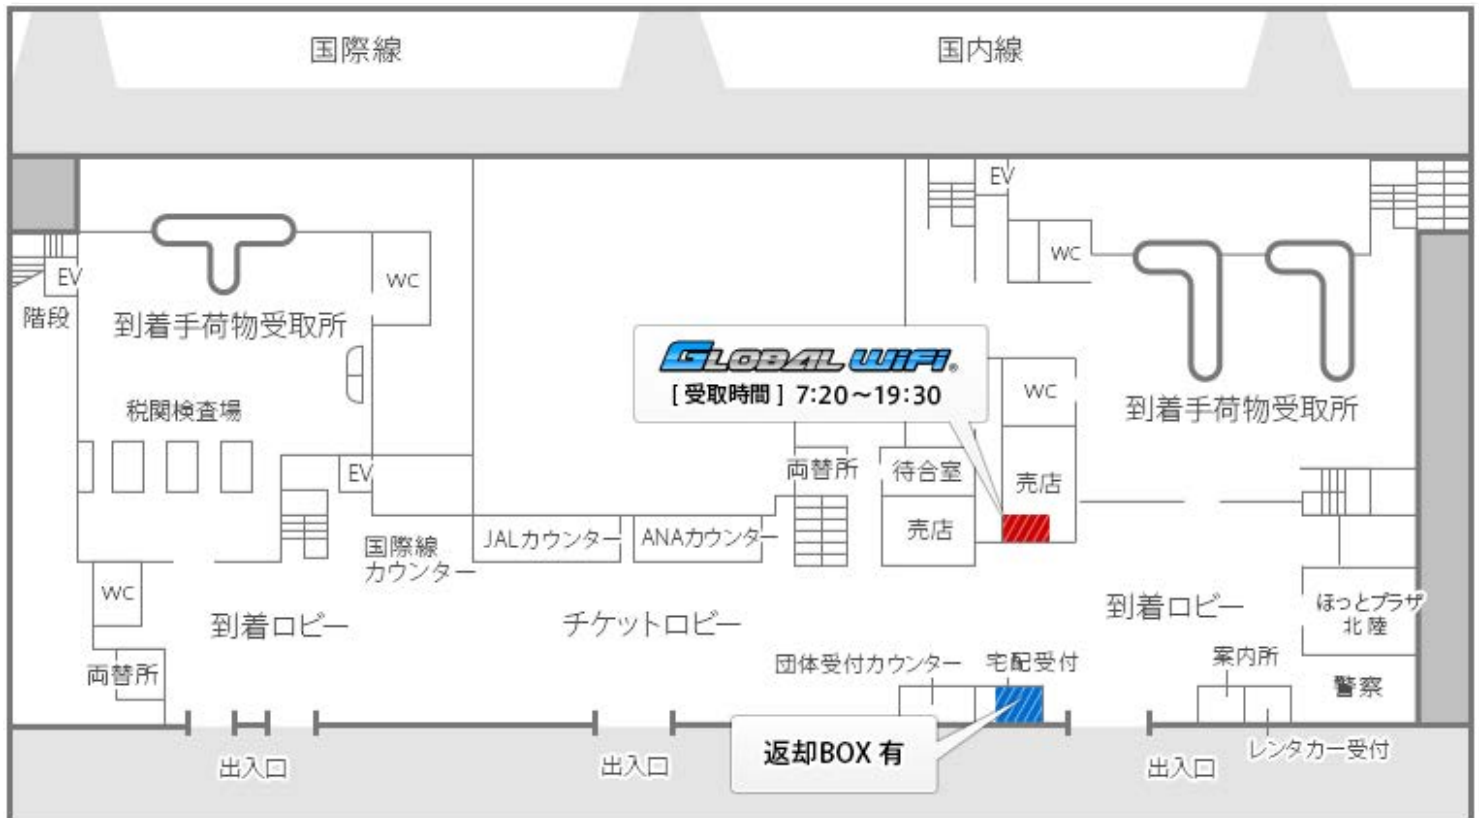 国際線
国内線
EV
WC
EV
階段
WC
到着手荷物受取所
GLOBAL WiFi®
[ 受取時間 ] 7:20～19:30
WC
到着手荷物受取所
税関検査場
EV
両替所
待合室
売店
売店
国際線
カウンター
JALカウンター
ANAカウンター
WC
到着ロビー
チケットロビー
到着ロビー
ほっとプラザ
北陸
両替所
団体受付カウンター
宅配受付
案内所
警察
返却BOX 有
出入口
出入口
出入口
レンタカー受付